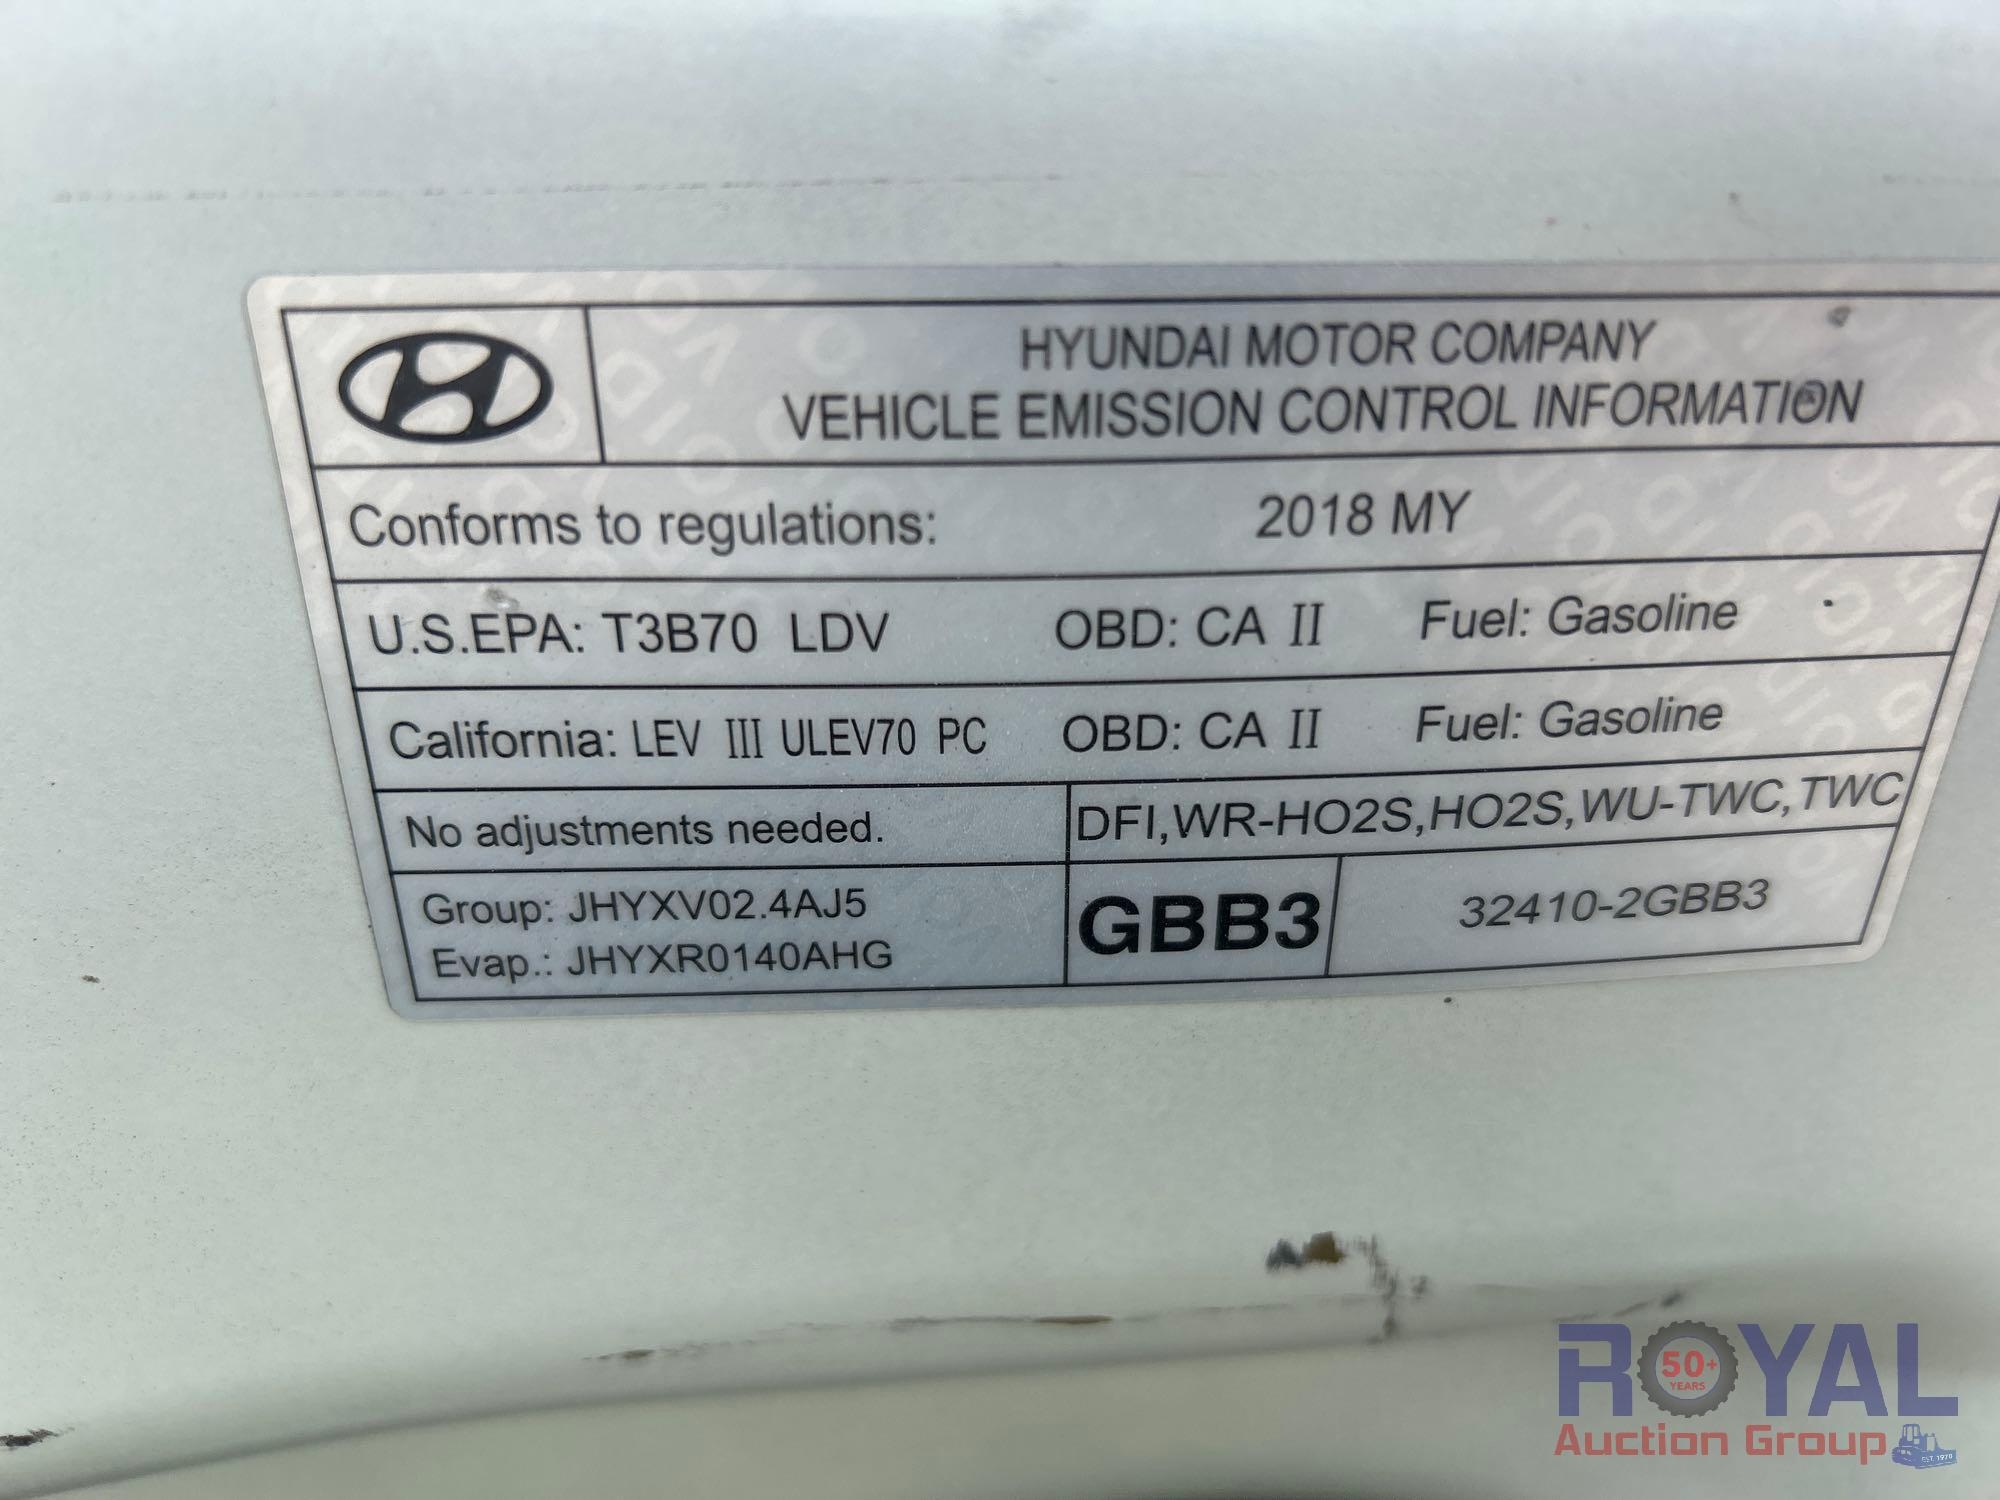 HYUNDAI MOTOR COMPANY
VEHICLE EMISSION CONTROL INFORMATION
Conforms to regulations: 2018 MY
U.S.EPA: T3B70 LDV OBD: CA II Fuel: Gasoline
California: LEV III ULEV70 PC OBD: CA II Fuel: Gasoline
No adjustments needed. DFI,WR-HO2S,HO2S,WU-TWC,TWC
Group: JHYXV02.4AJ5
Evap.: JHYXR0140AHG
GBB3
32410-2GBB3
ROYAL
50+
YEARS
Auction Group
EST. 1970